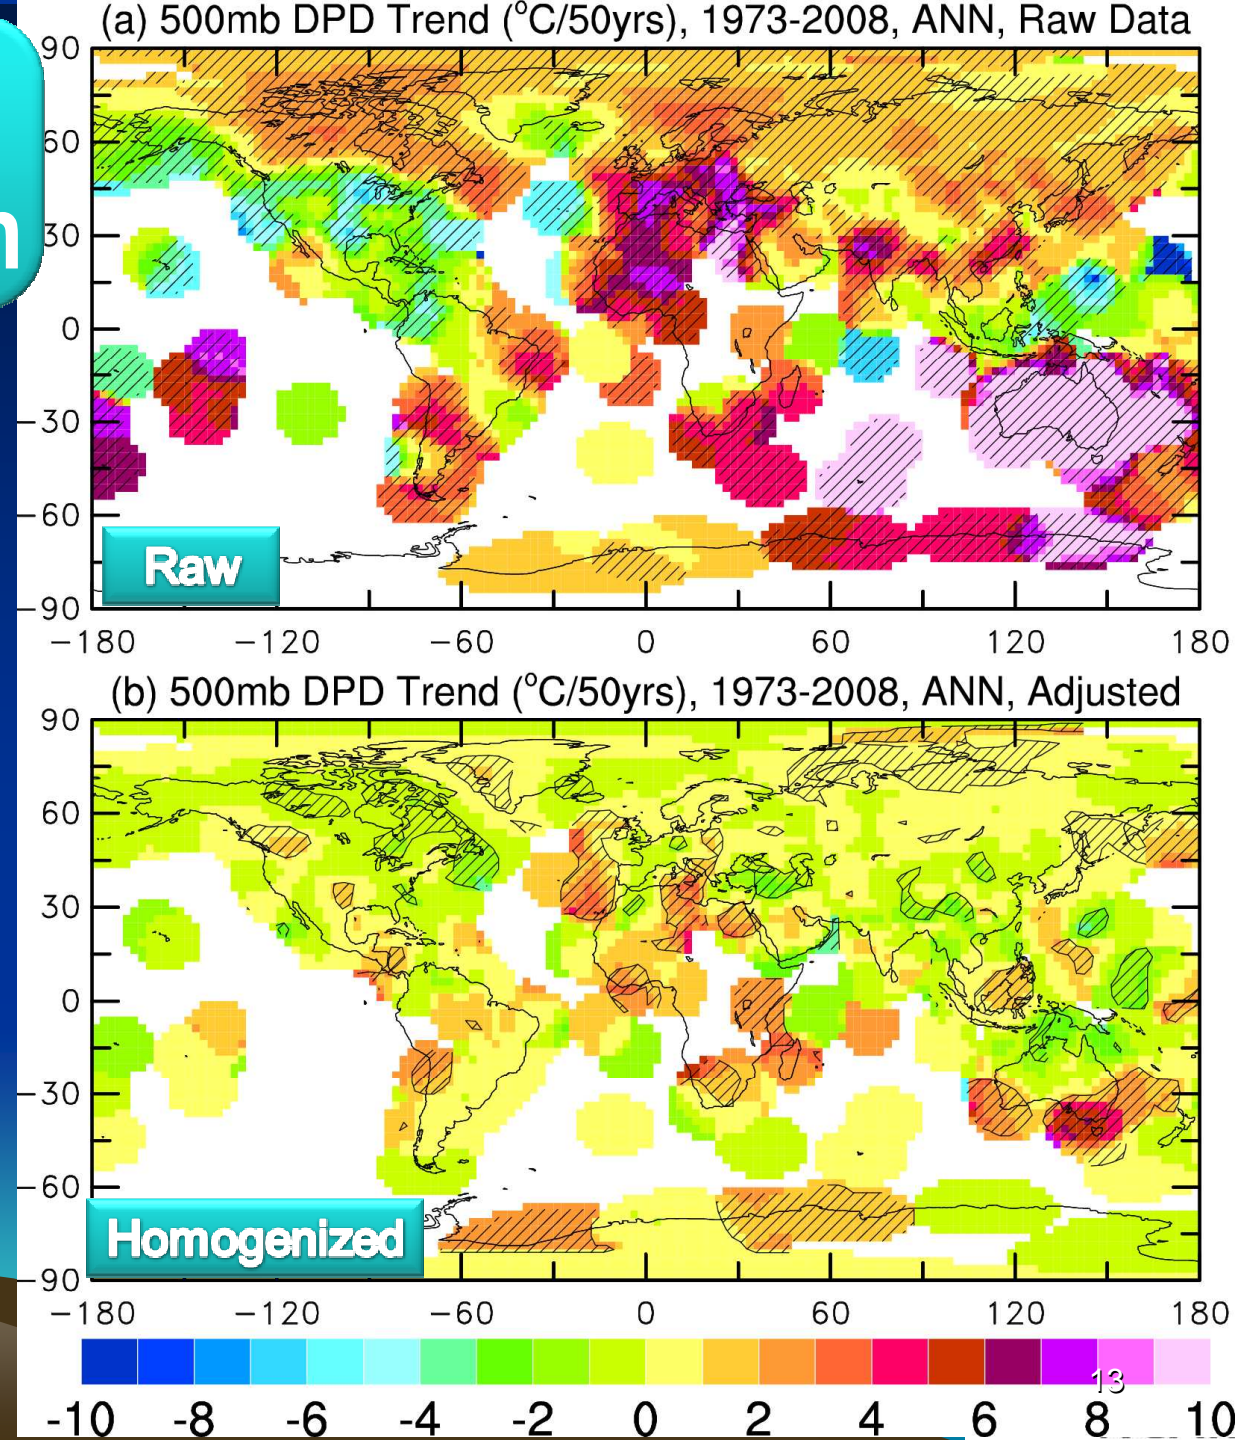 (a) 500mb DPD Trend (°C/50yrs), 1973-2008, ANN, Raw Data
90
60
30
0
−30
−60
−90
Raw
−180 −120 −60 0 60 120 180
(b) 500mb DPD Trend (°C/50yrs), 1973-2008, ANN, Adjusted
90
60
30
0
−30
−60
−90
Homogenized
−180 −120 −60 0 60 120 180
13
-10 -8 -6 -4 -2 0 2 4 6 8 10